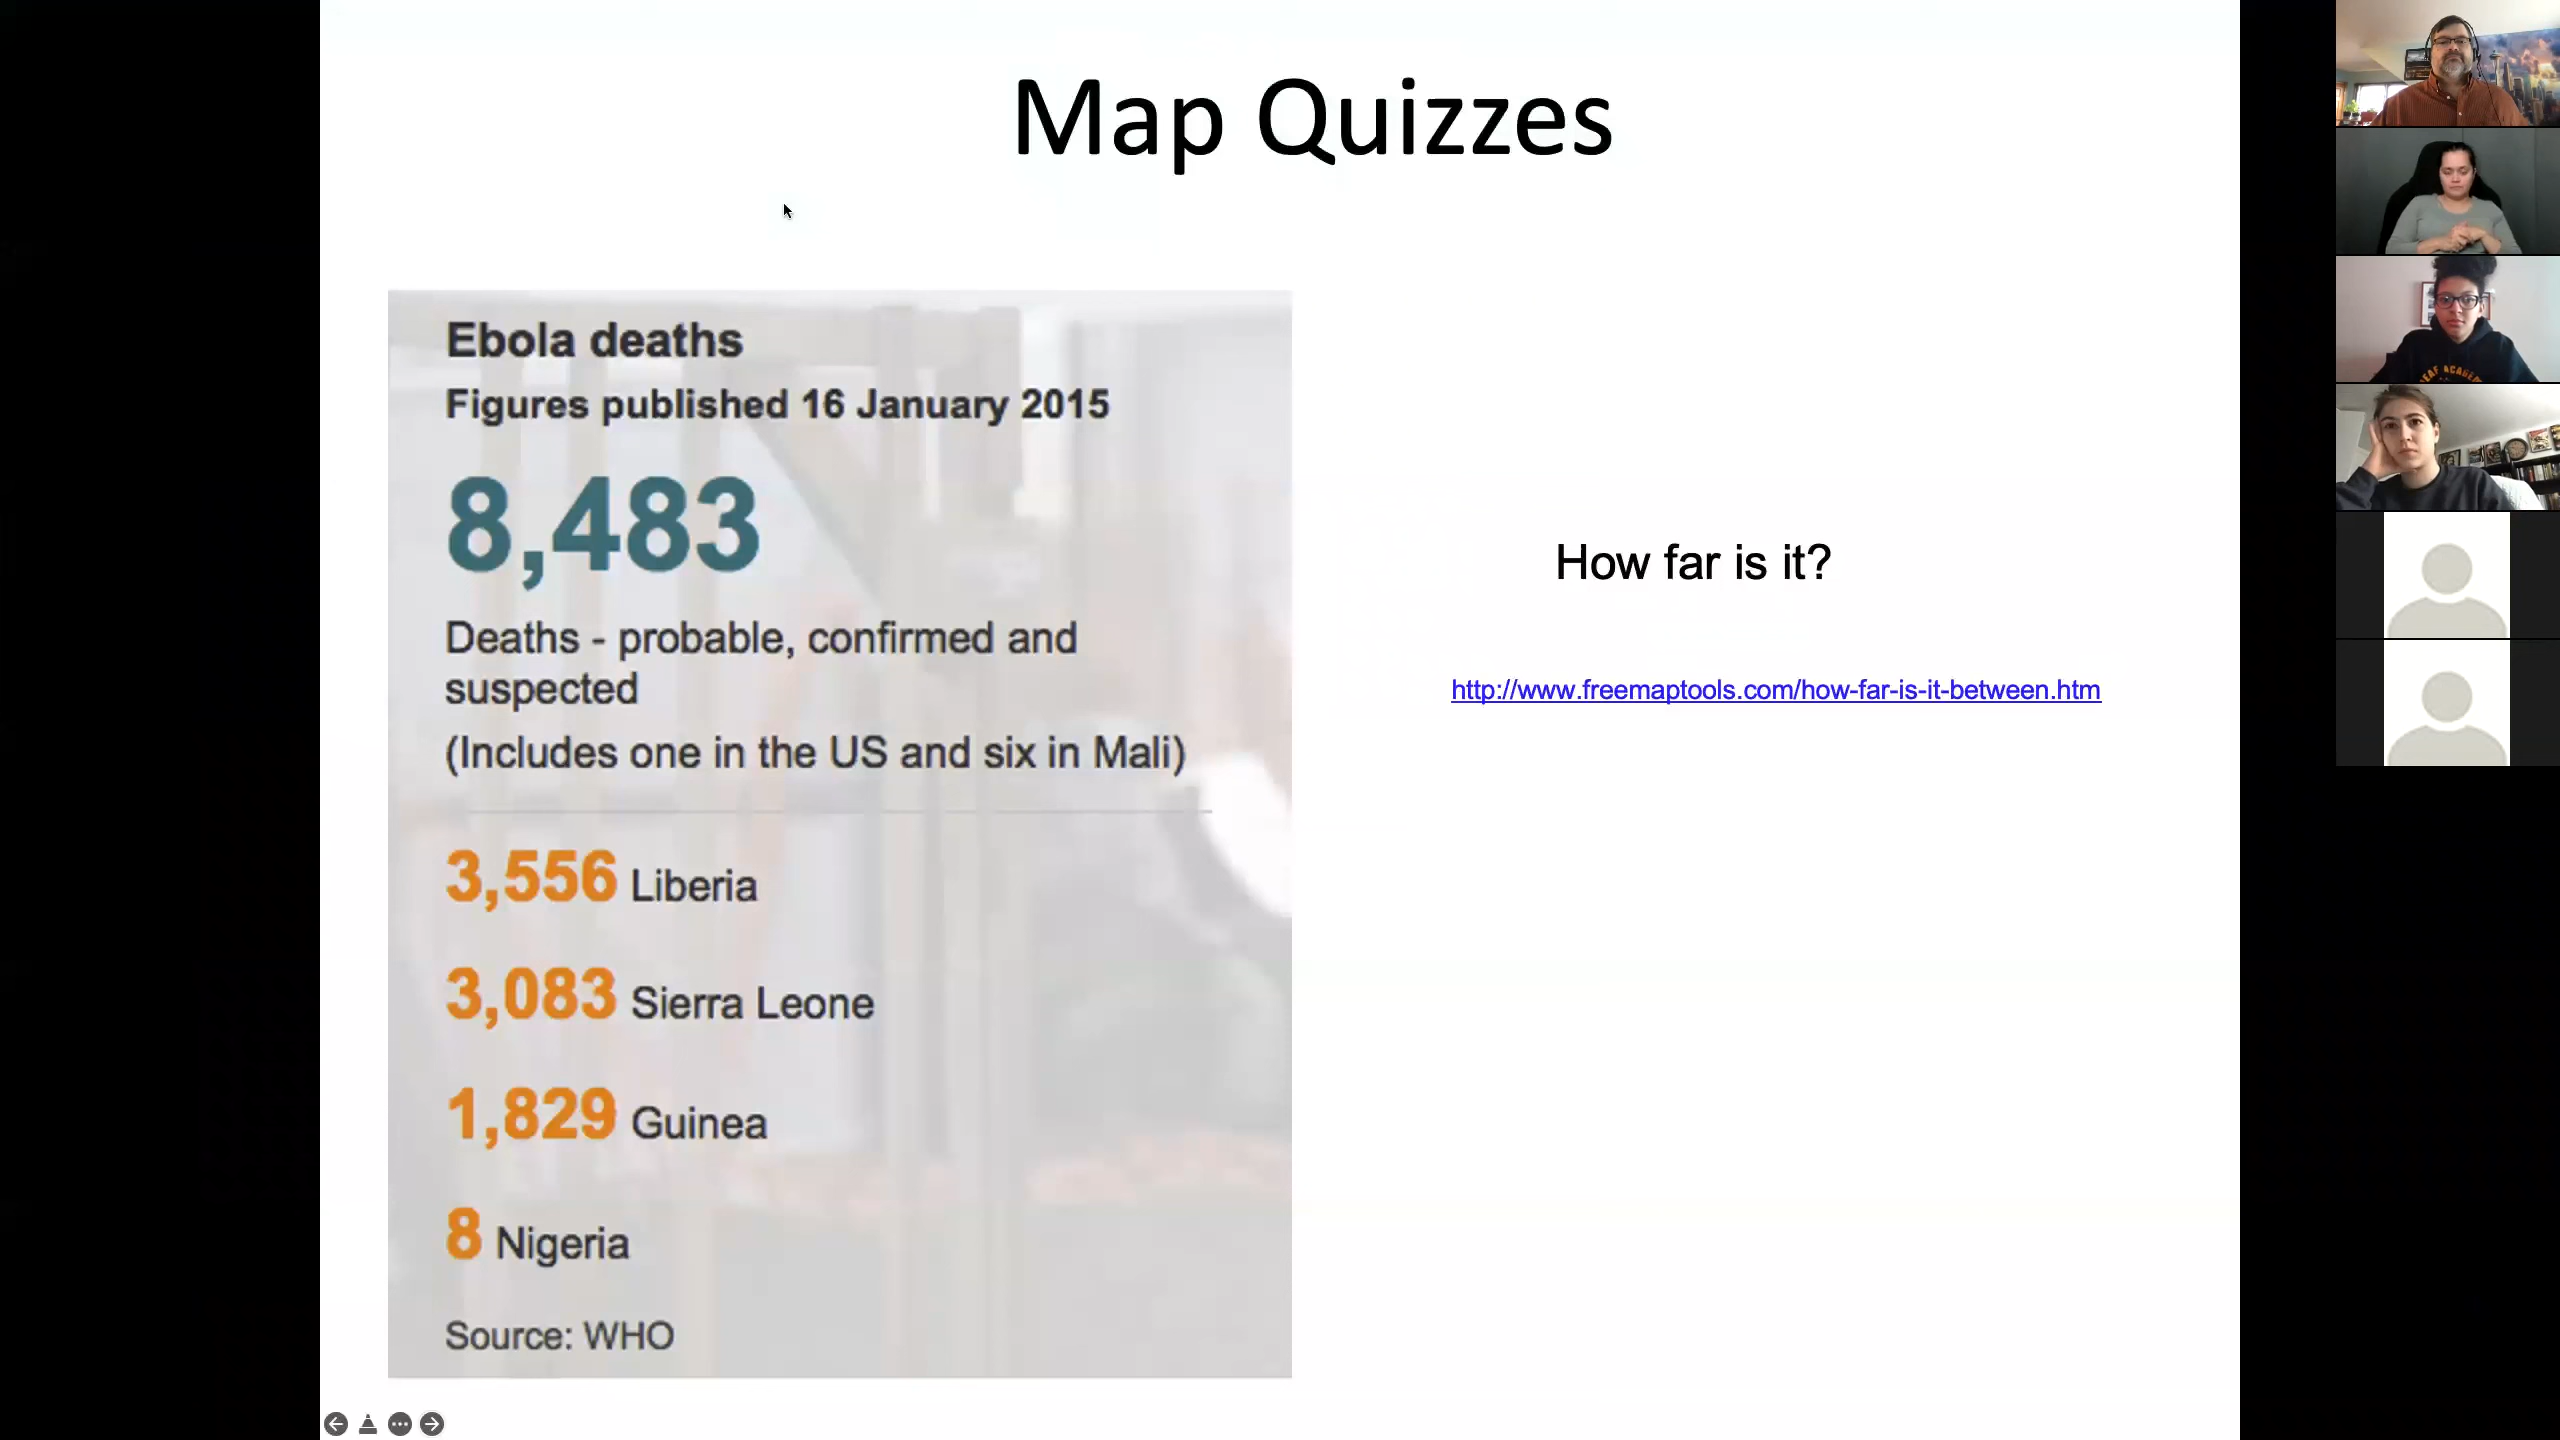 Map Quizzes
Ebola deaths
Figures published 16 January 2015
8,483
Deaths - probable, confirmed and
suspected
(Includes one in the US and six in Mali)
3,556 Liberia
3,083 Sierra Leone
1,829 Guinea
8 Nigeria
Source: WHO
How far is it?
http://www.freemaptools.com/how-far-is-it-between.htm